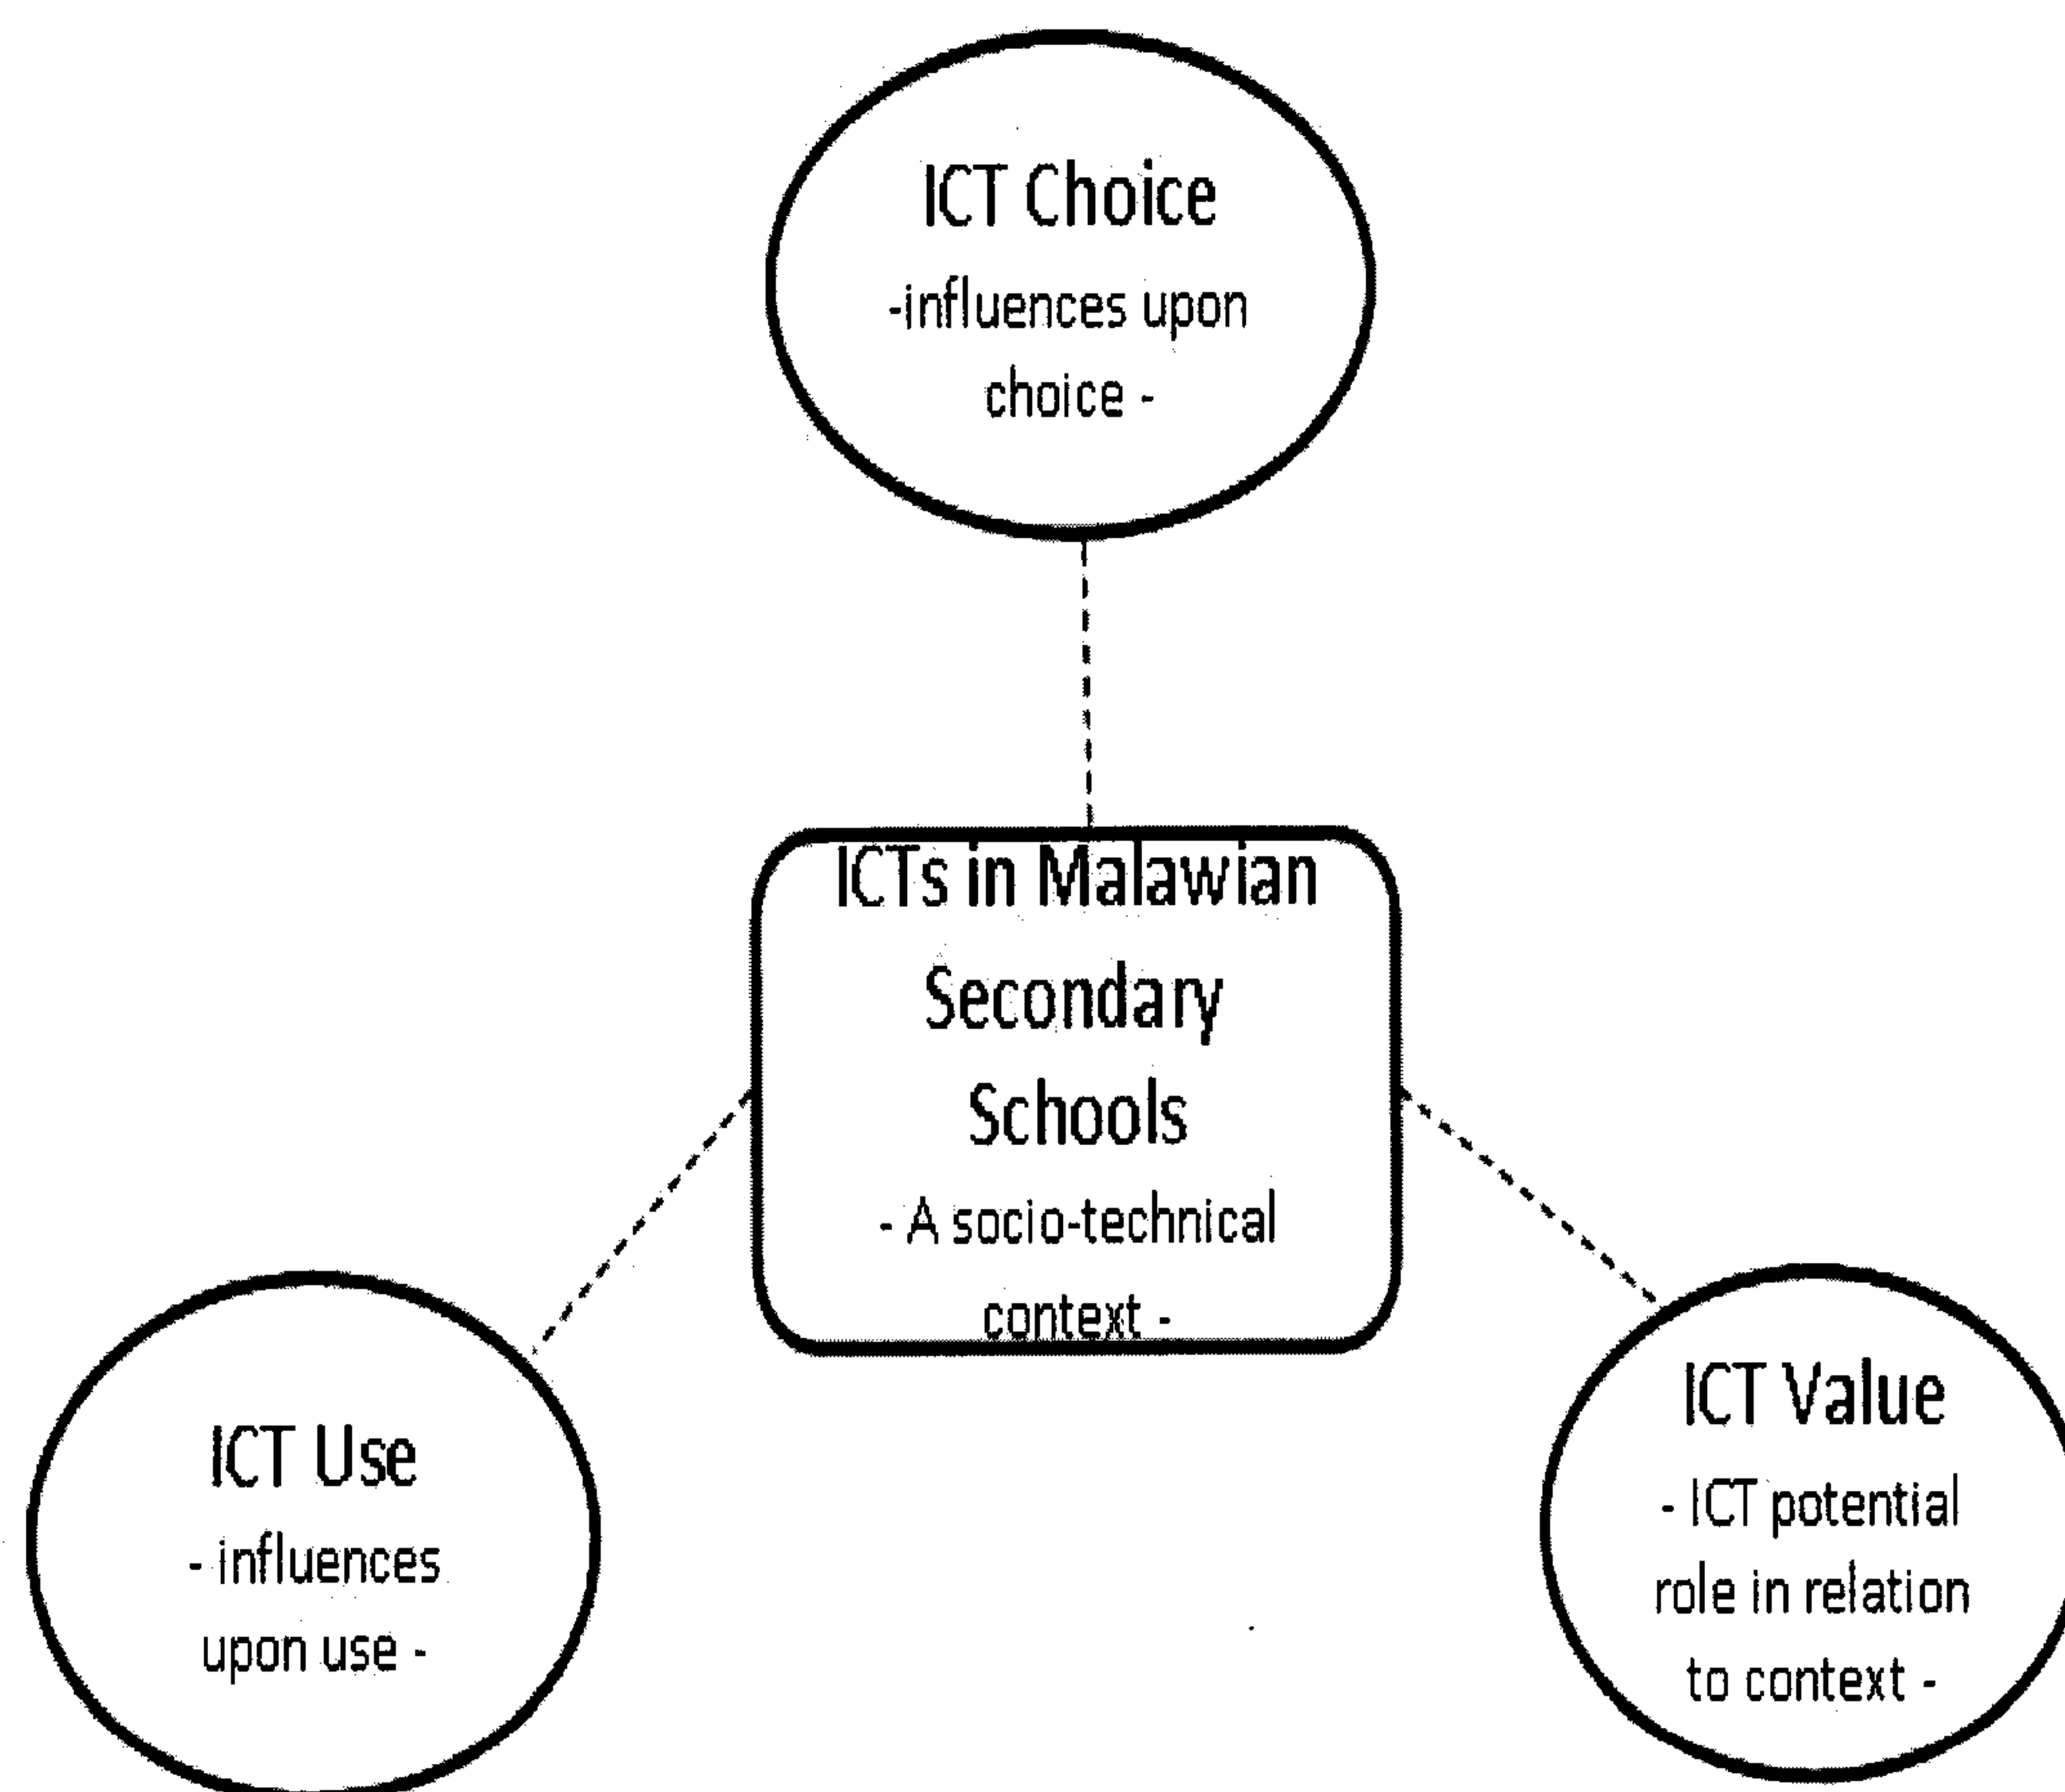 ICT Choice
-influences upon
choice -
ICTs in Malawian
Secondary
Schools
- A socio-technical
context -
ICT Use
- influences
upon use -
ICT Value
- ICT potential
role in relation
to context -